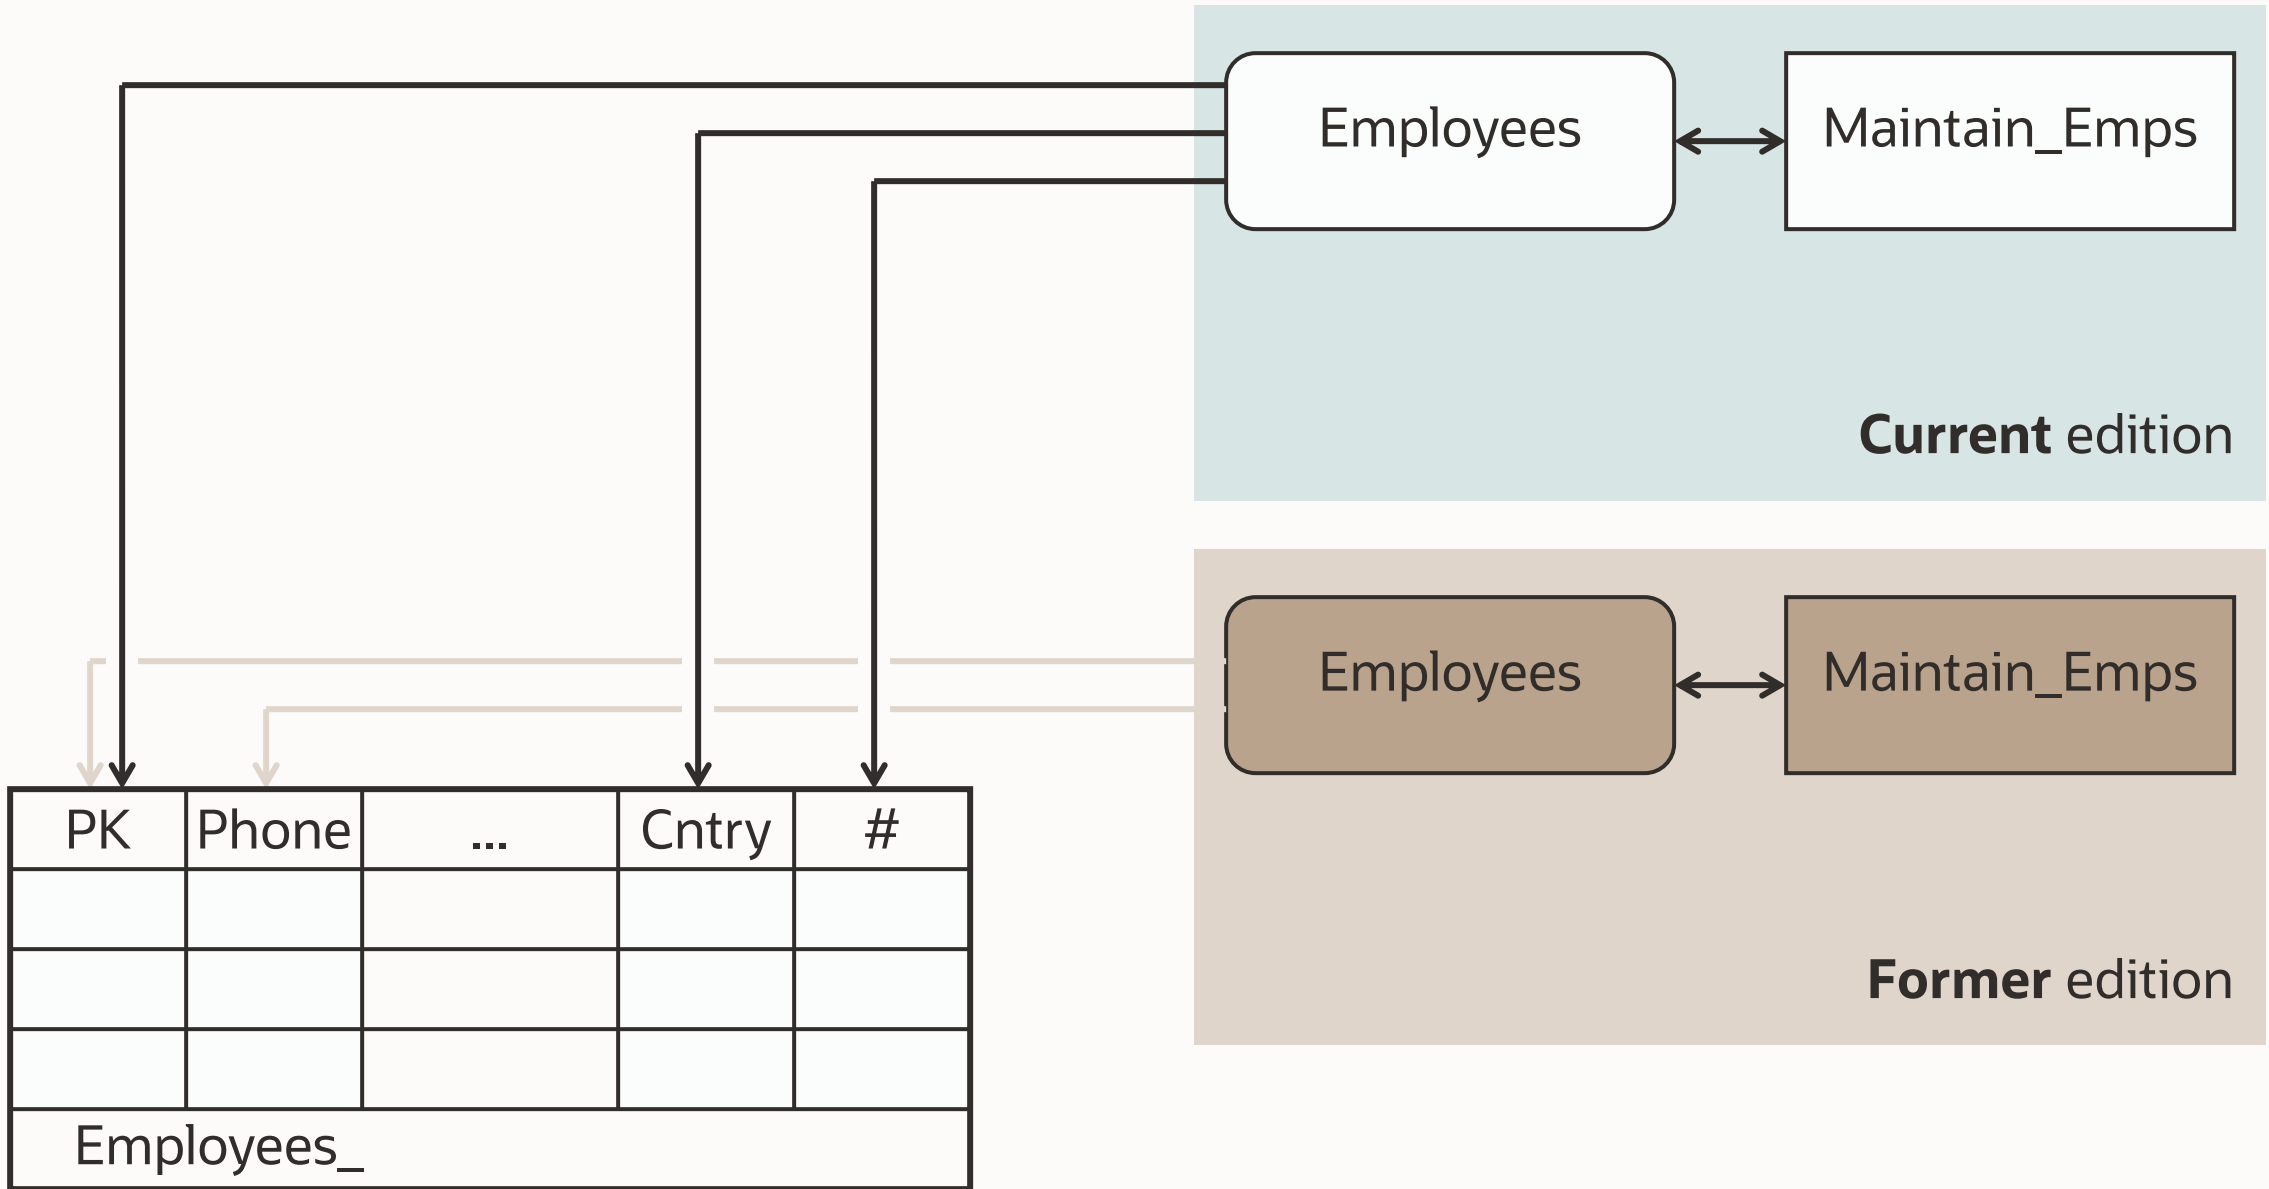 Employees
Maintain_Emps
Current edition
Employees
Maintain_Emps
Former edition
PK Phone ... Cntry #
Employees_